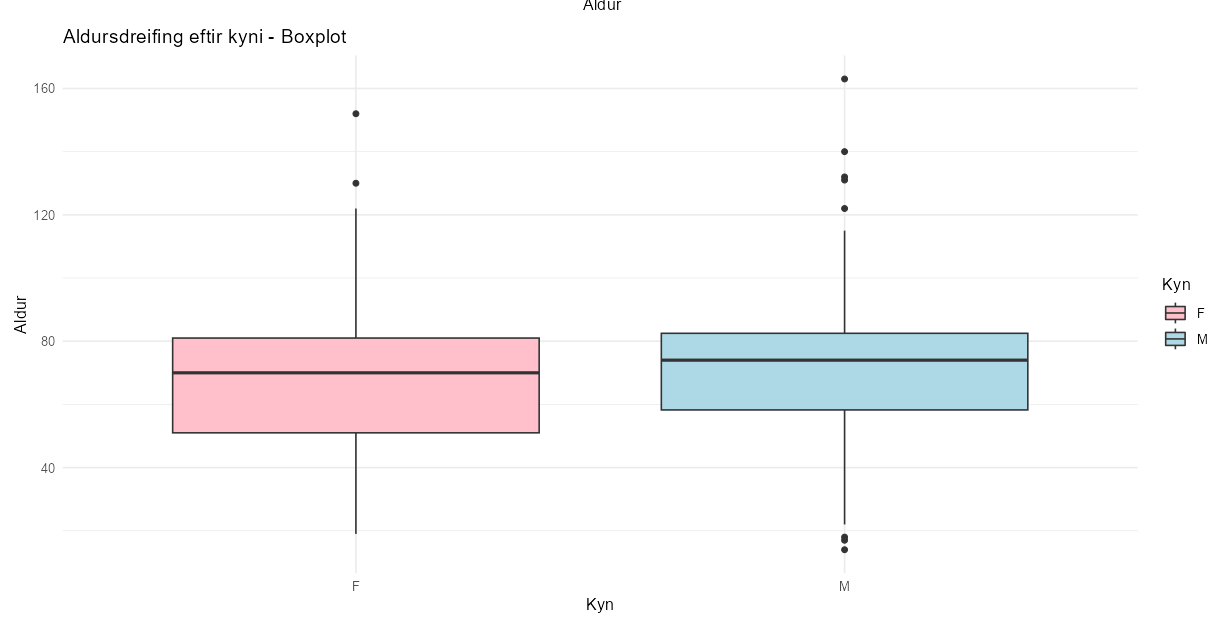 Aldur
Aldursdreifing eftir kyni - Boxplot
160
120
80
40
Aldur
F
M
Kyn
Kyn
F
M